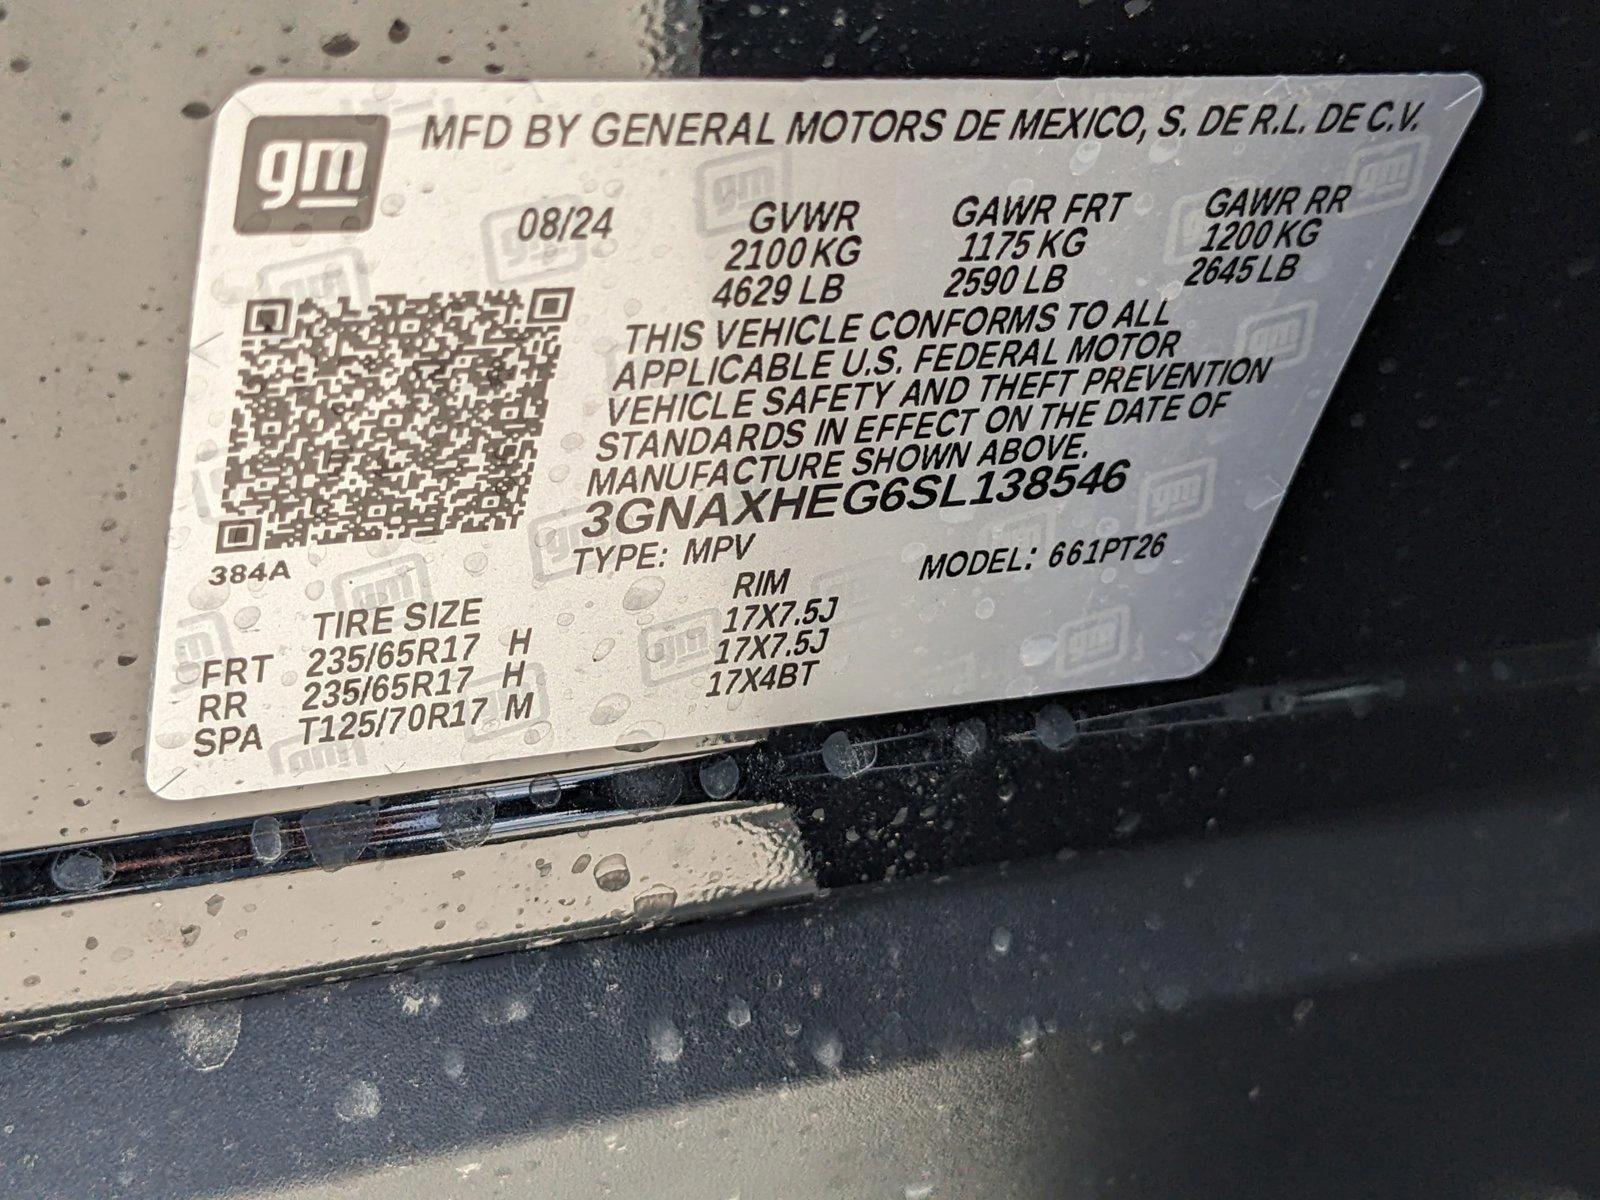 gm
MFD BY GENERAL MOTORS DE MEXICO, S. DE R.L. DE C.V.
08/24 GVWR GAWR FRT GAWR RR
2100 KG 1175 KG 1200 KG
4629 LB 2590 LB 2645 LB
THIS VEHICLE CONFORMS TO ALL
APPLICABLE U.S. FEDERAL MOTOR
VEHICLE SAFETY AND THEFT PREVENTION
STANDARDS IN EFFECT ON THE DATE OF
MANUFACTURE SHOWN ABOVE.
3GNAXHEG6SL138546
TYPE: MPV MODEL: 661PT26
384A
TIRE SIZE RIM
FRT 235/65R17 H 17X7.5J
RR 235/65R17 H 17X7.5J
SPA T125/70R17 M 17X4BT